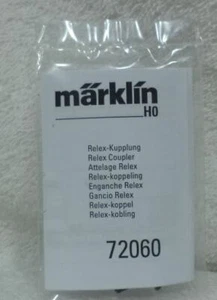 märklin
H0
Relex-Kupplung
Relex Coupler
Attelage Relex
Relex-koppeling
Enganche Relex
Gancio Relex
Relex-koppel
Relex-kobling
72060